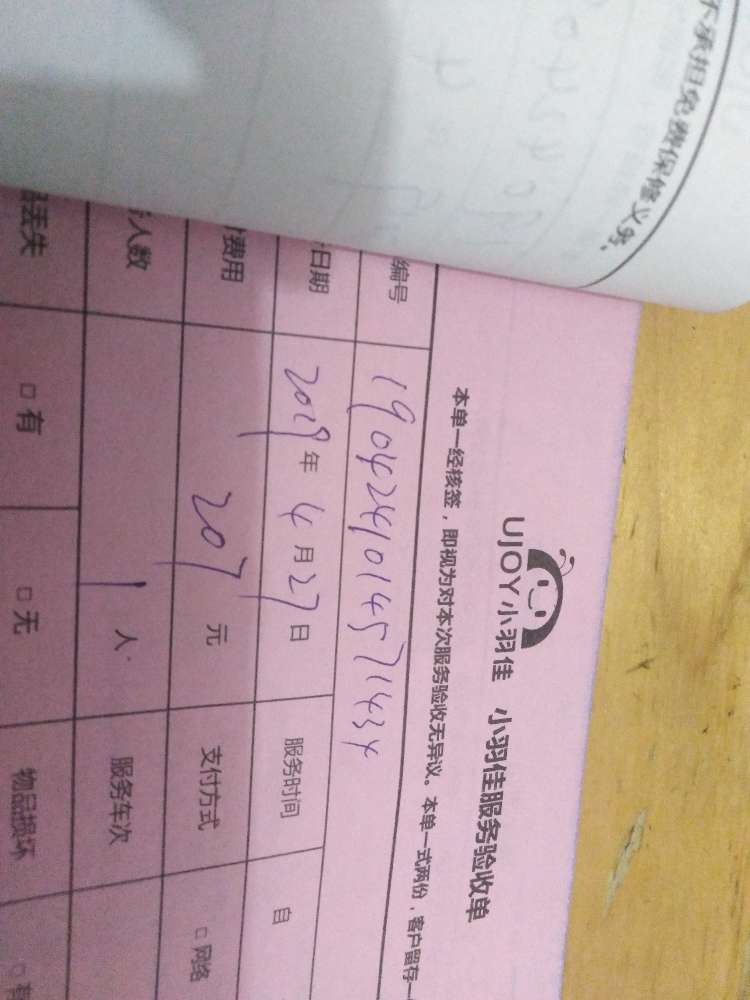 不承担免费保修义务。
UJOY小羽佳 小羽佳服务验收单
本单一经核签，即视为对本次服务验收无异议。本单一式两份，客户留存一
编号 1904244014571434
日期 2019年4月27日 服务时间 自
费用 207元 支付方式 □网络
人数 1人 服务车次
丢失 □有 □无 物品损坏 □